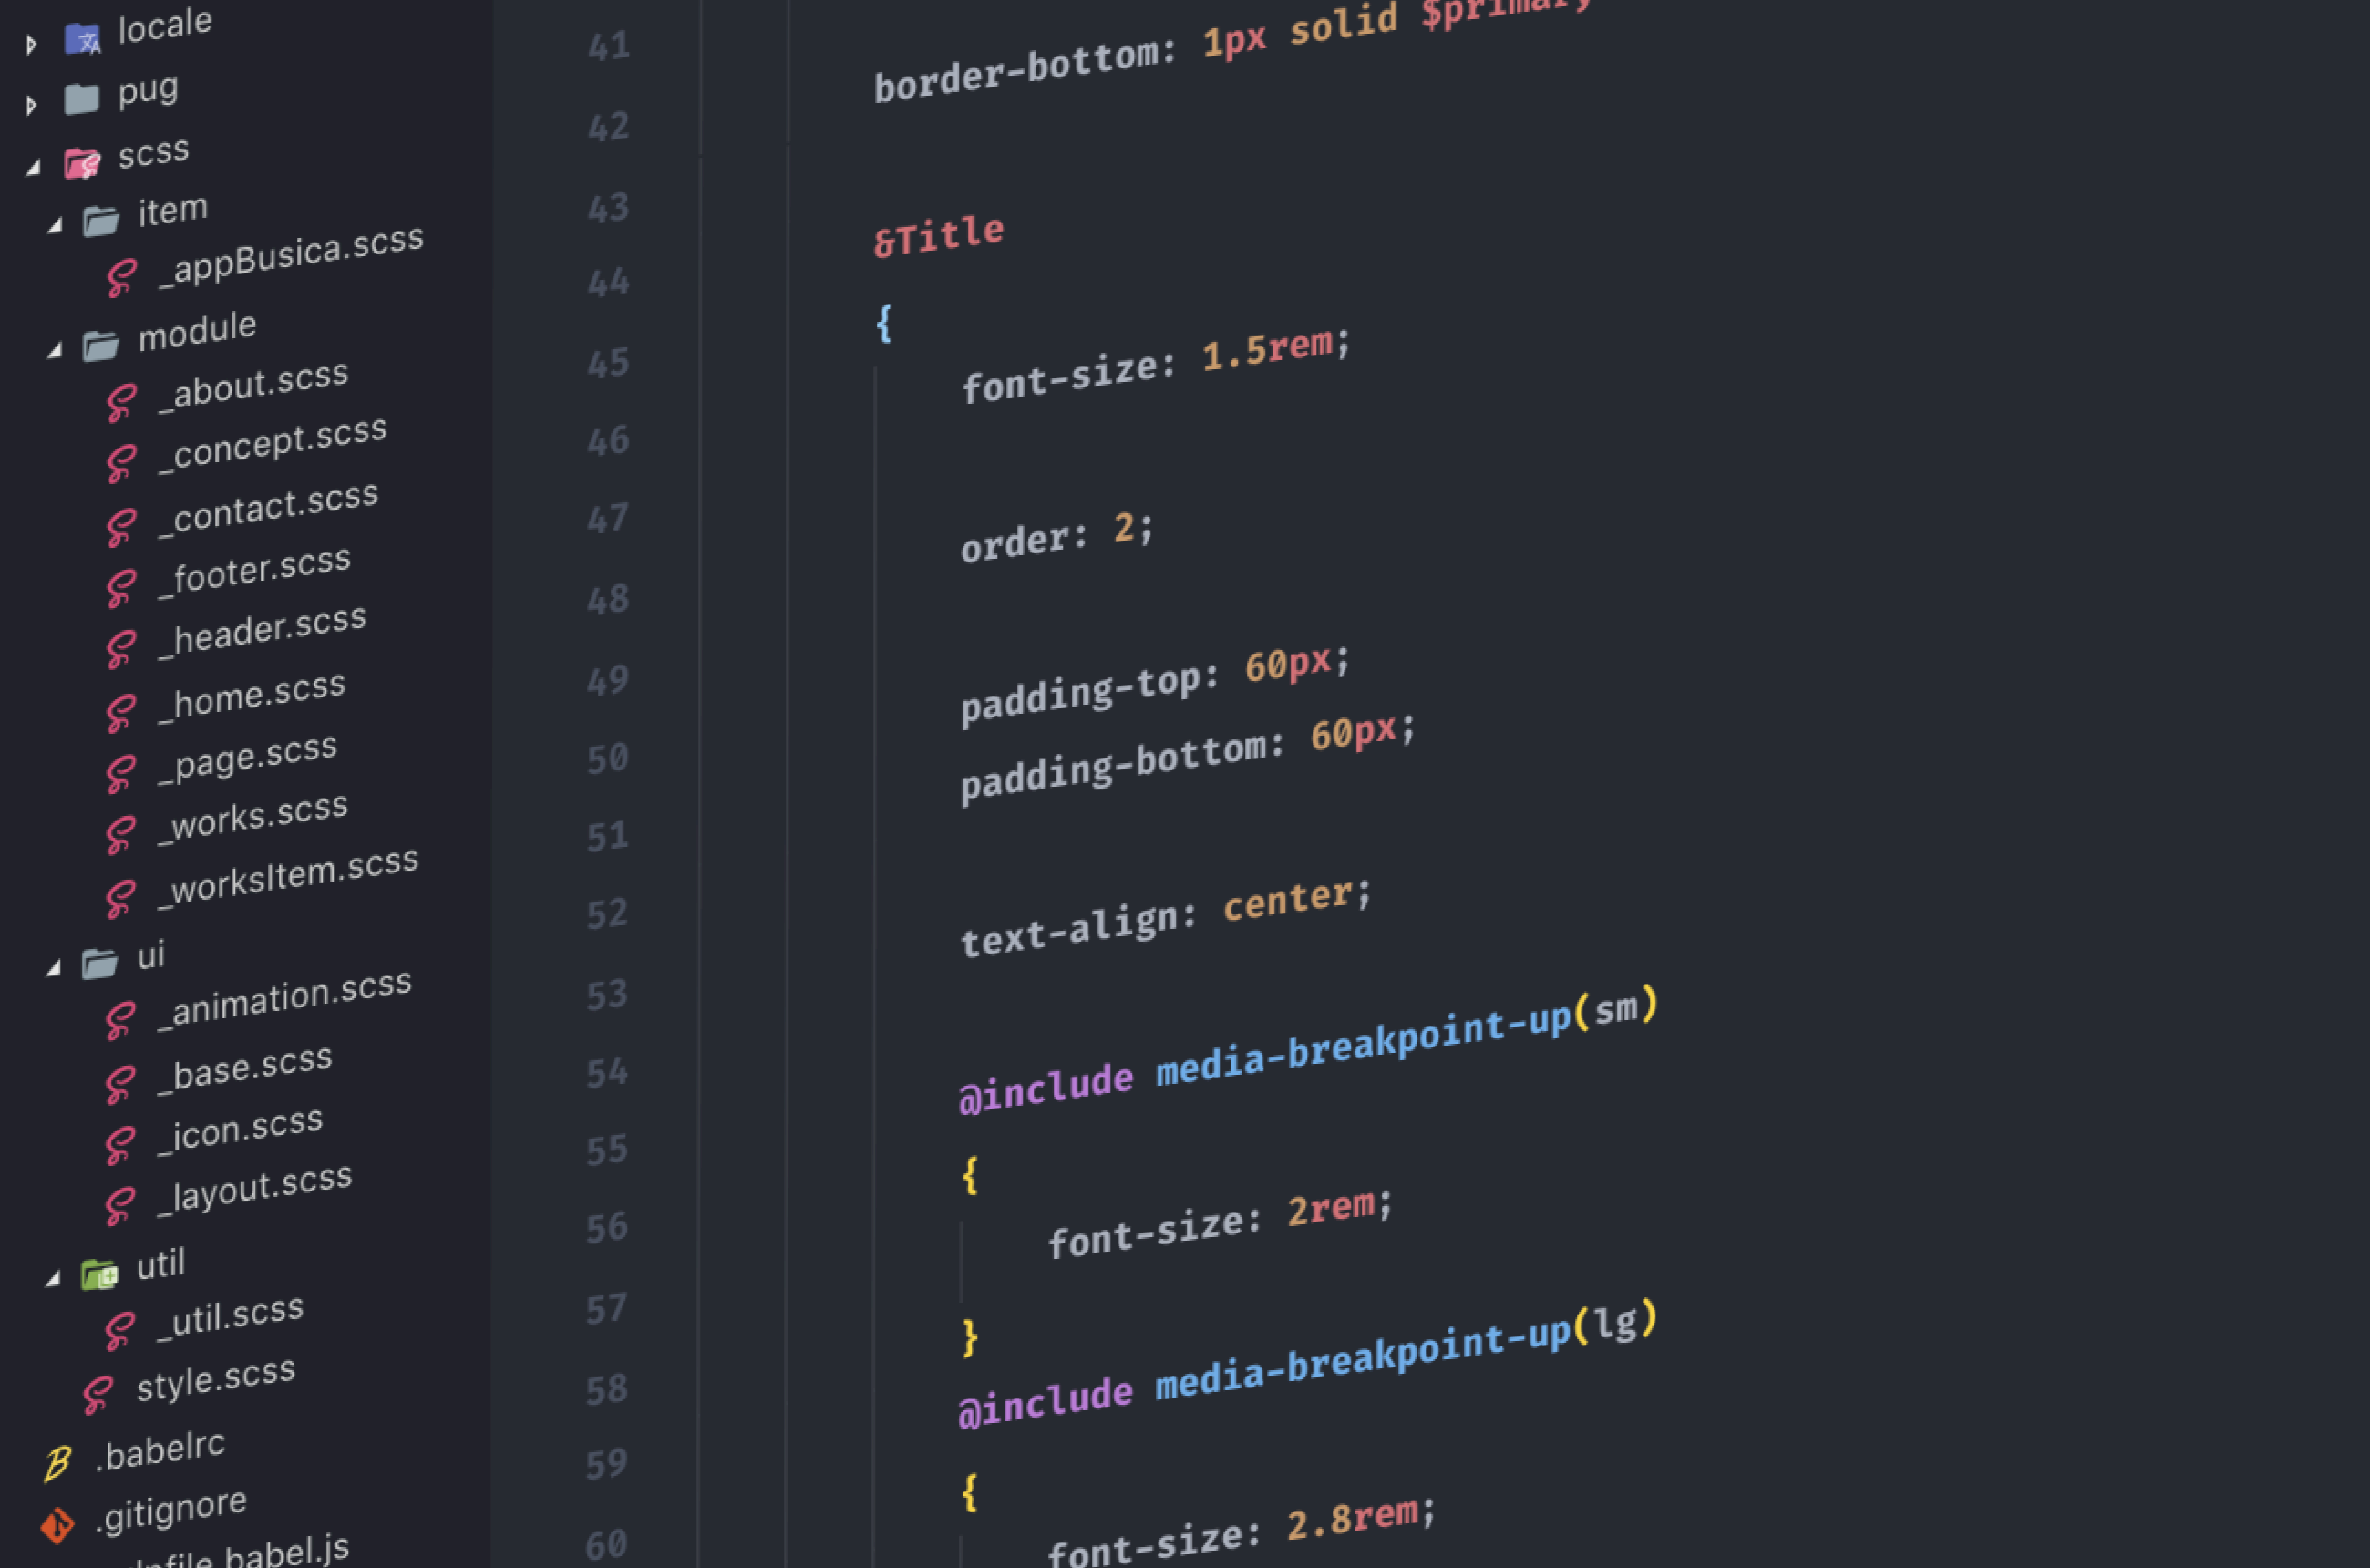 locale
pug
scss
item
_appBusica.scss
module
_about.scss
_concept.scss
_contact.scss
_footer.scss
_header.scss
_home.scss
_page.scss
_works.scss
_worksItem.scss
ui
_animation.scss
_base.scss
_icon.scss
_layout.scss
util
_util.scss
style.scss
.babelrc
.gitignore
41
42
43
44
45
46
47
48
49
50
51
52
53
54
55
56
57
58
59
60
border-bottom: 1px solid $primary
&Title
{
font-size: 1.5rem;
order: 2;
padding-top: 60px;
padding-bottom: 60px;
text-align: center;
@include media-breakpoint-up(sm)
{
font-size: 2rem;
}
@include media-breakpoint-up(lg)
{
font-size: 2.8rem;